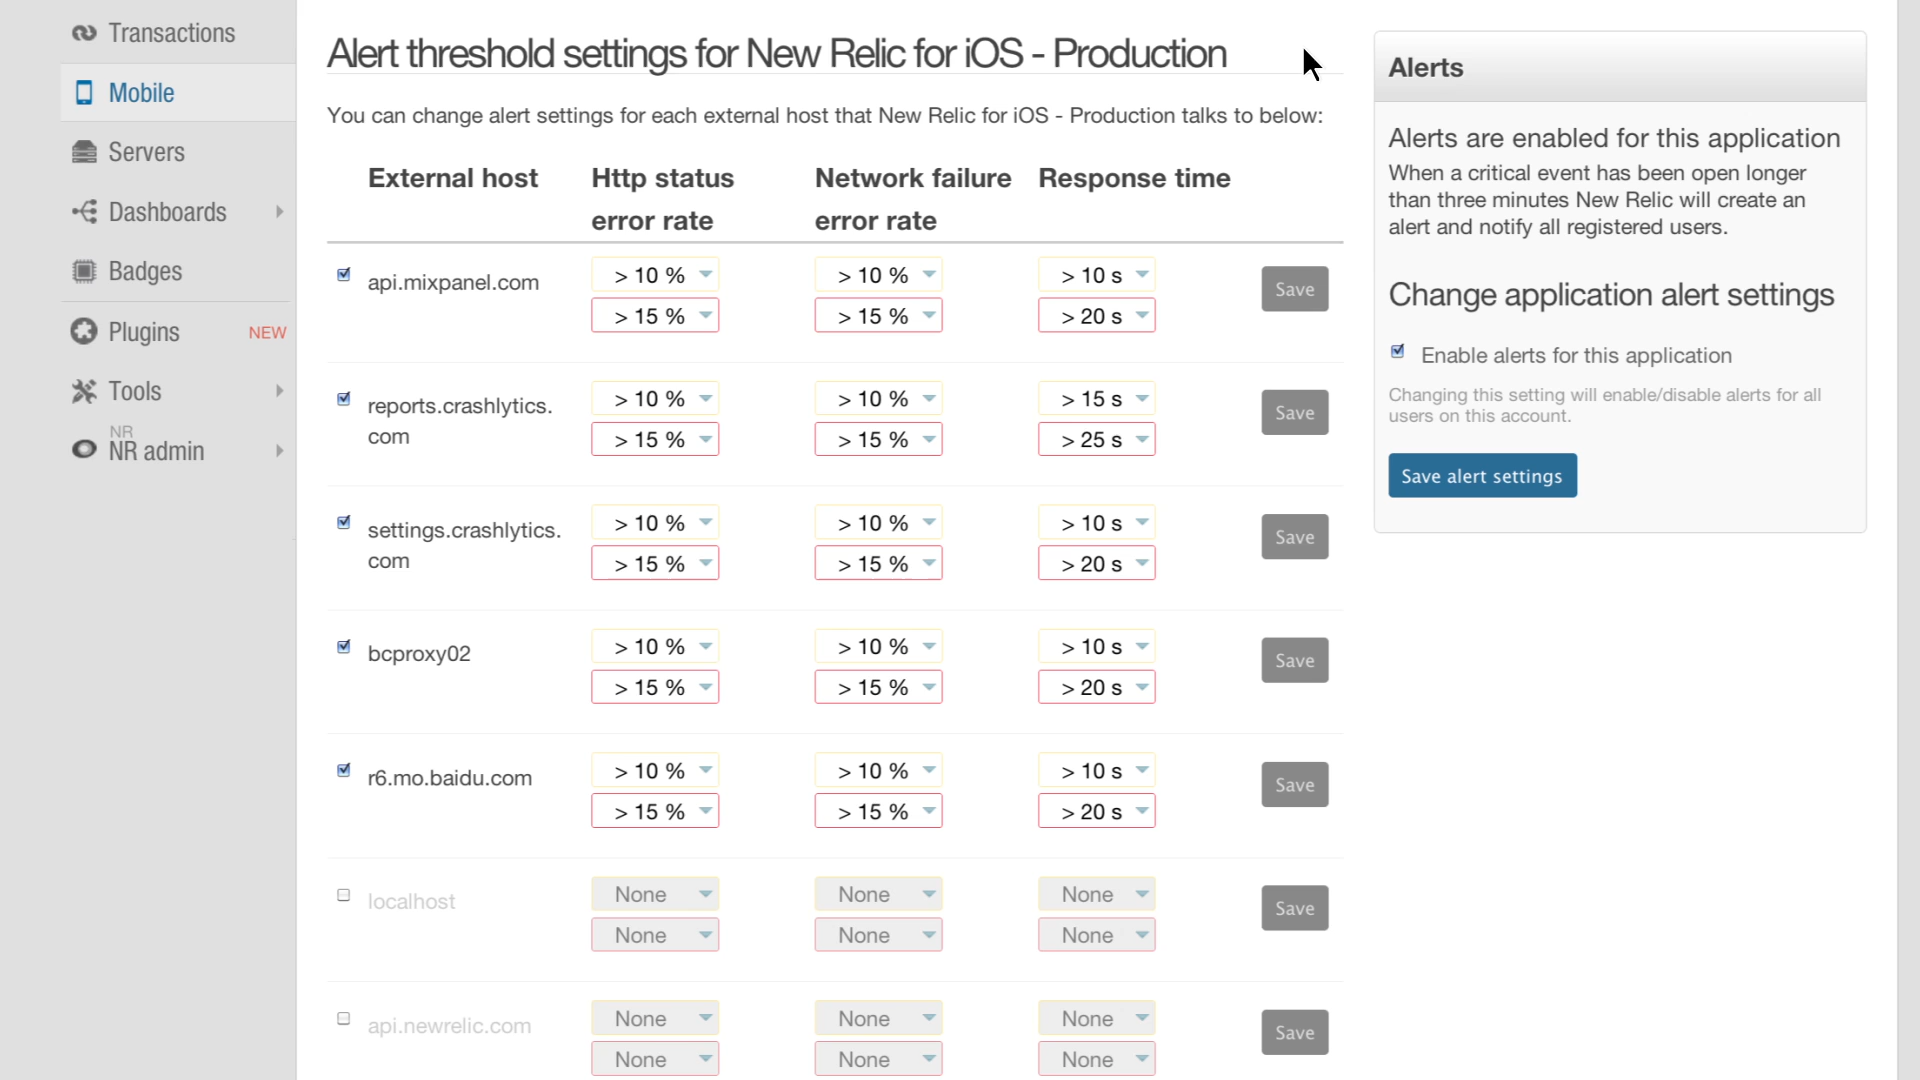 Transactions
Mobile
Servers
Dashboards
Badges
Plugins NEW
Tools
NR
NR admin
Alert threshold settings for New Relic for iOS - Production
You can change alert settings for each external host that New Relic for iOS - Production talks to below:
External host Http status Network failure Response time
error rate error rate
api.mixpanel.com > 10 % > 10 % > 10 s Save
> 15 % > 15 % > 20 s
reports.crashlytics. > 10 % > 10 % > 15 s Save
com > 15 % > 15 % > 25 s
settings.crashlytics. > 10 % > 10 % > 10 s Save
com > 15 % > 15 % > 20 s
bcproxy02 > 10 % > 10 % > 10 s Save
> 15 % > 15 % > 20 s
r6.mo.baidu.com > 10 % > 10 % > 10 s Save
> 15 % > 15 % > 20 s
localhost None None None Save
None None None
api.newrelic.com None None None Save
None None None
Alerts
Alerts are enabled for this application
When a critical event has been open longer
than three minutes New Relic will create an
alert and notify all registered users.
Change application alert settings
Enable alerts for this application
Changing this setting will enable/disable alerts for all
users on this account.
Save alert settings